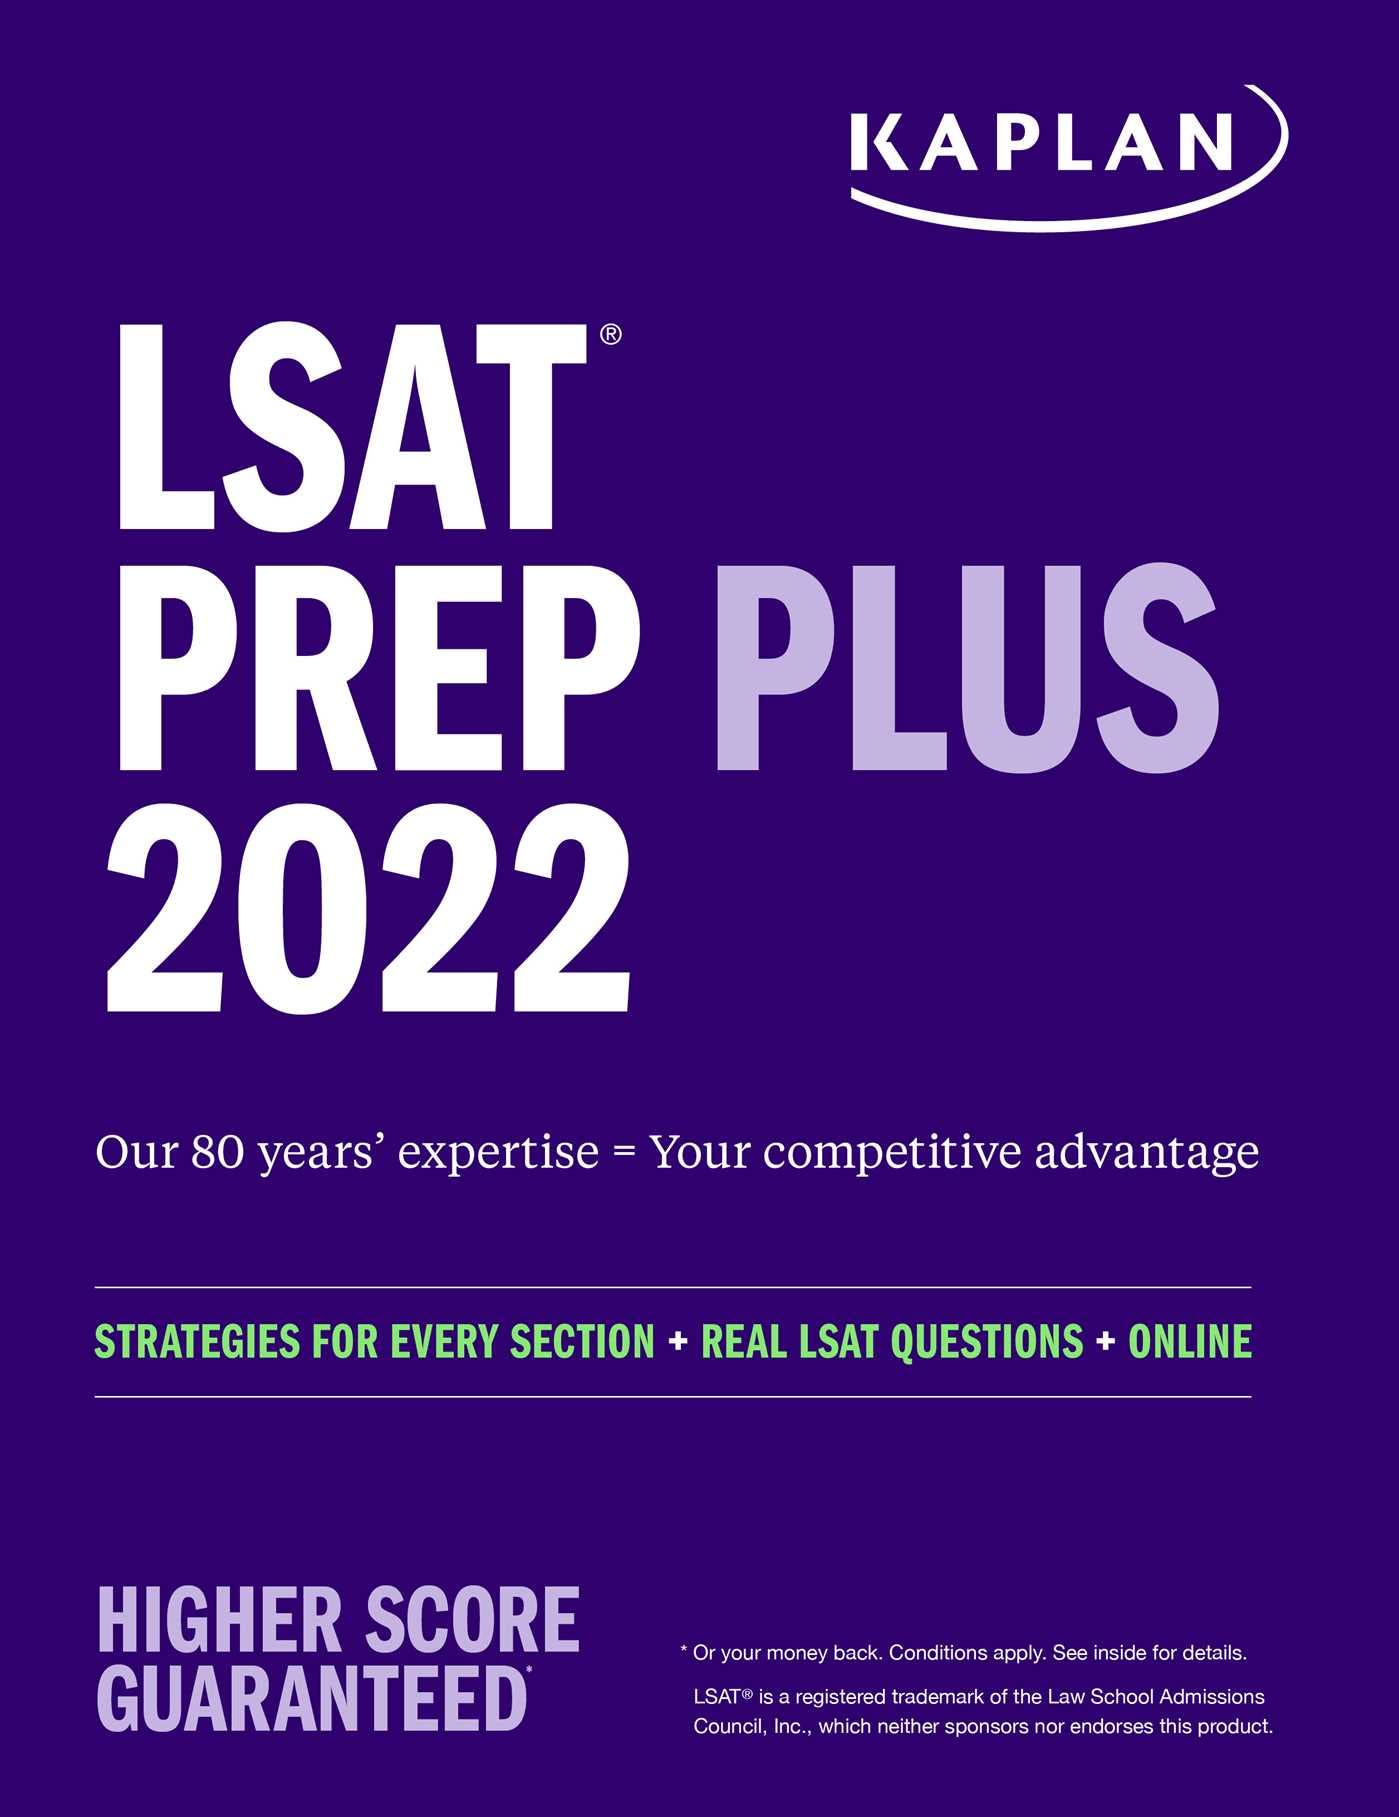 KAPLAN
LSAT®
PREP PLUS
2022
Our 80 years’ expertise = Your competitive advantage
STRATEGIES FOR EVERY SECTION + REAL LSAT QUESTIONS + ONLINE
HIGHER SCORE
GUARANTEED*
* Or your money back. Conditions apply. See inside for details.
LSAT® is a registered trademark of the Law School Admissions
Council, Inc., which neither sponsors nor endorses this product.